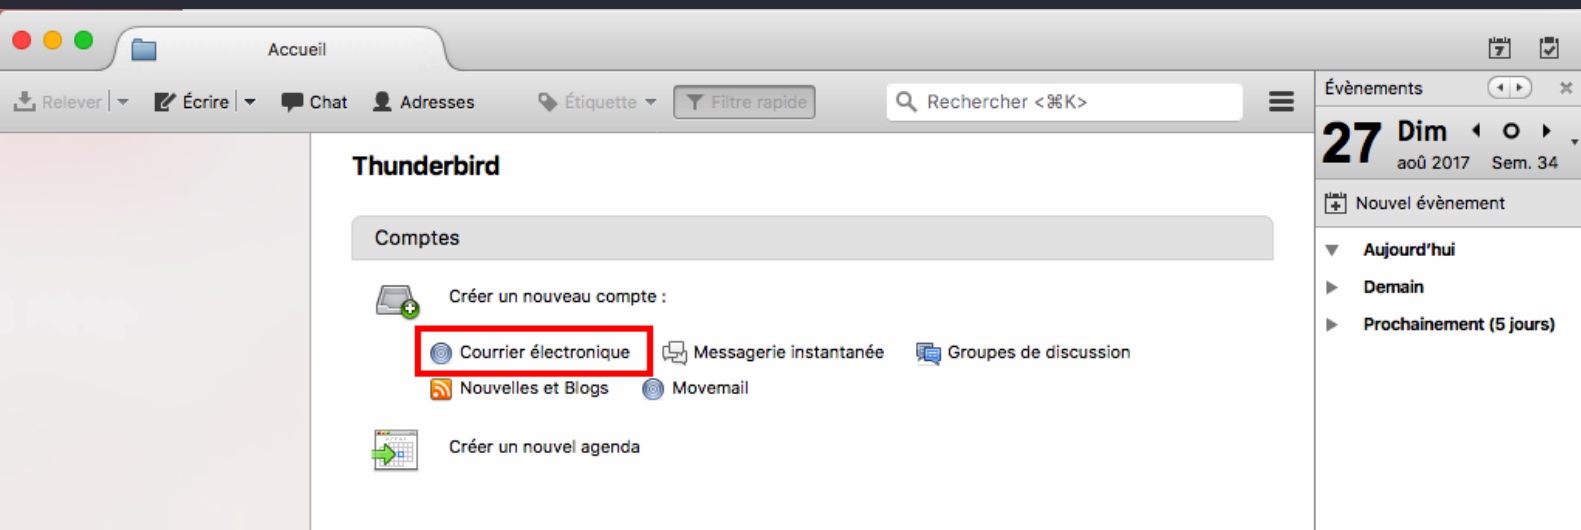 Accueil
Relever Écrire Chat Adresses Étiquette Filtre rapide Rechercher <⌘K>
Thunderbird
Comptes
Créer un nouveau compte :
Courrier électronique Messagerie instantanée Groupes de discussion
Nouvelles et Blogs Movemail
Créer un nouvel agenda
7
Évènements
27 Dim
aoû 2017 Sem. 34
Nouvel évènement
Aujourd'hui
Demain
Prochainement (5 jours)